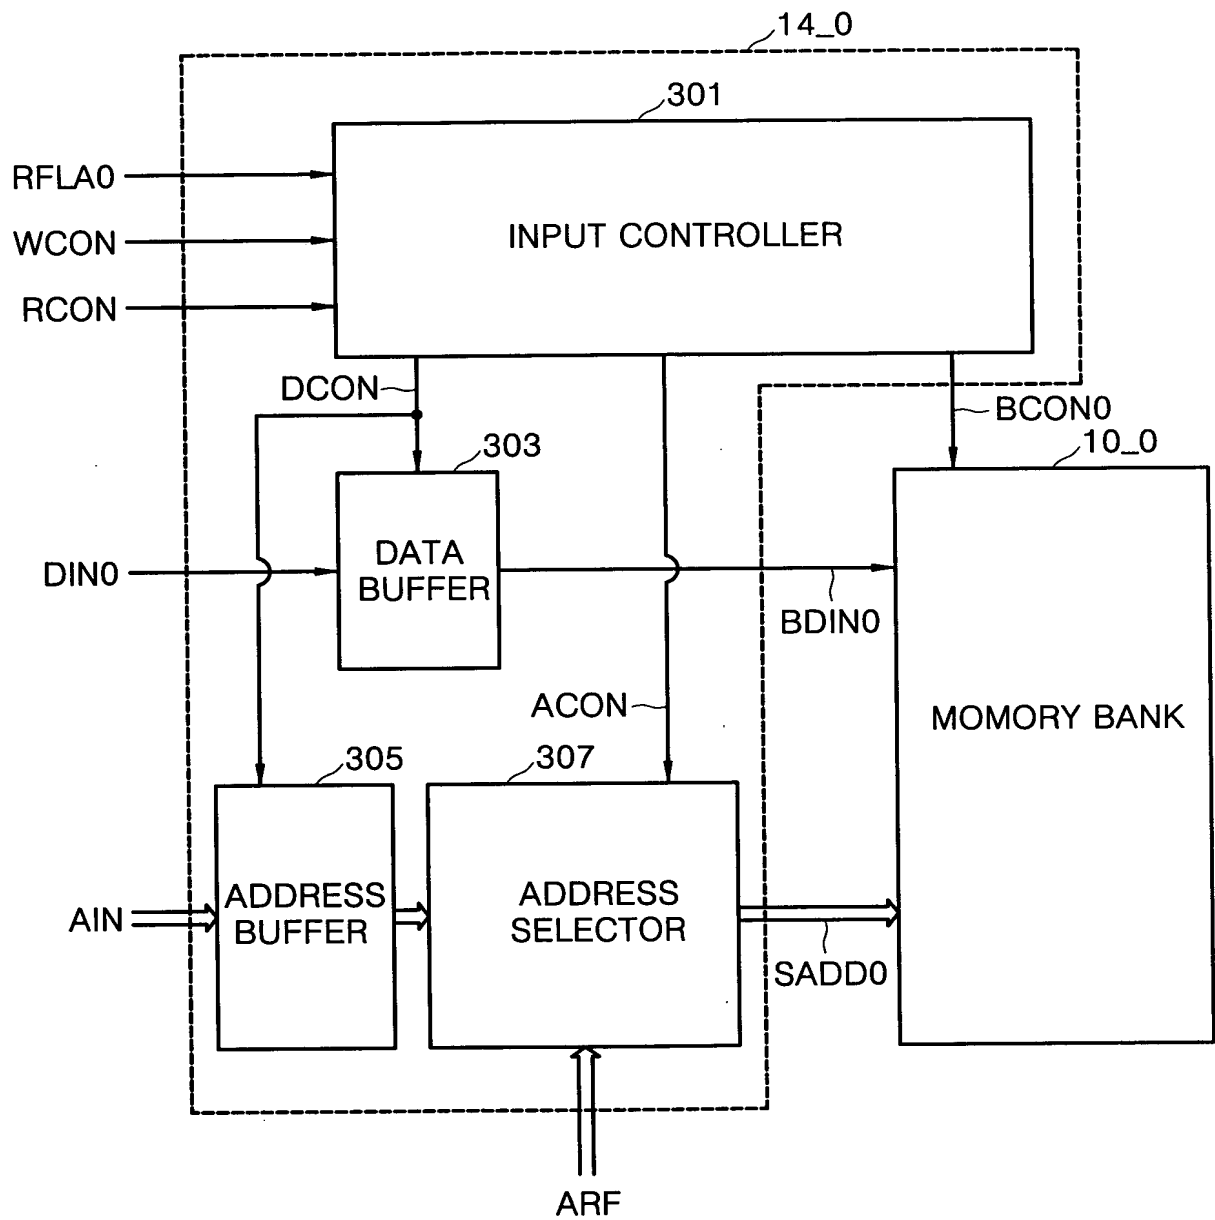 14_0
301
RFLA0
INPUT CONTROLLER
WCON
RCON
DCON
BCON0
303
10_0
DATA
BUFFER
DIN0
BDIN0
ACON
MOMORY BANK
305
307
ADDRESS
BUFFER
ADDRESS
SELECTOR
AIN
SADD0
ARF